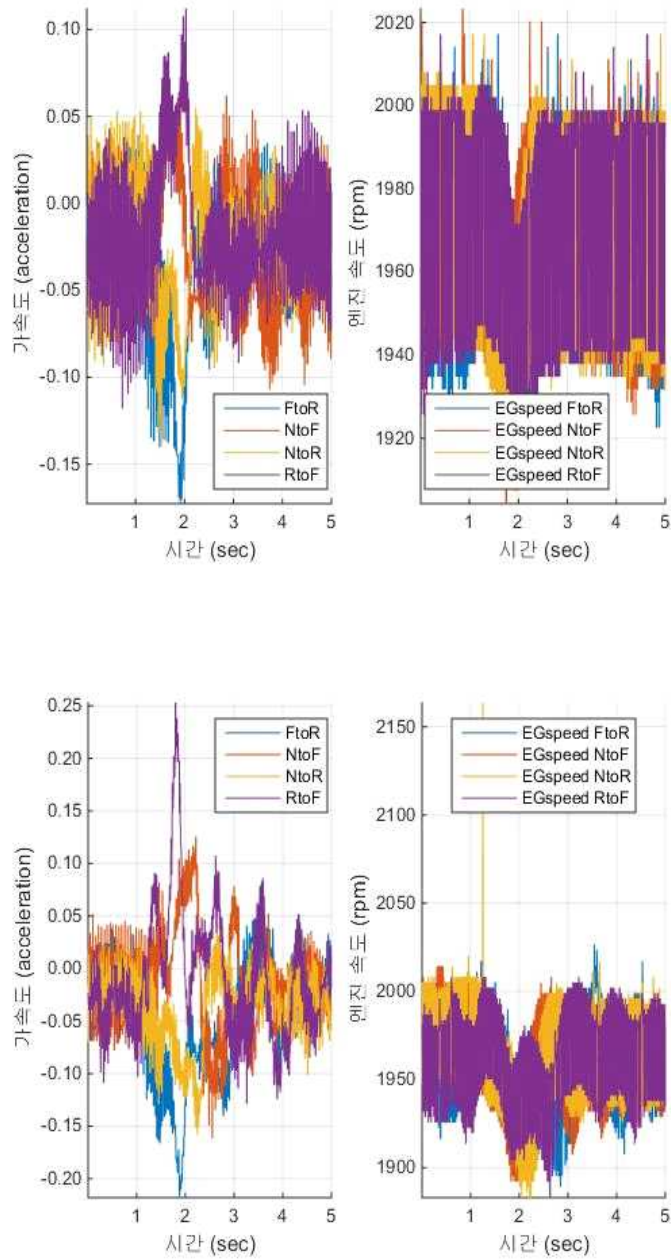 0.10
0.05
0.00
-0.05
-0.10
-0.15
가속도 (acceleration)
FtoR
NtoF
NtoR
RtoF
1 2 3 4 5
시간 (sec)
2020
2000
1980
1960
1940
1920
엔진 속도 (rpm)
EGspeed FtoR
EGspeed NtoF
EGspeed NtoR
EGspeed RtoF
1 2 3 4 5
시간 (sec)
0.25
0.20
0.15
0.10
0.05
0.00
-0.05
-0.10
-0.15
-0.20
가속도 (acceleration)
FtoR
NtoF
NtoR
RtoF
1 2 3 4 5
시간 (sec)
2150
2100
2050
2000
1950
1900
엔진 속도 (rpm)
EGspeed FtoR
EGspeed NtoF
EGspeed NtoR
EGspeed RtoF
1 2 3 4 5
시간 (sec)